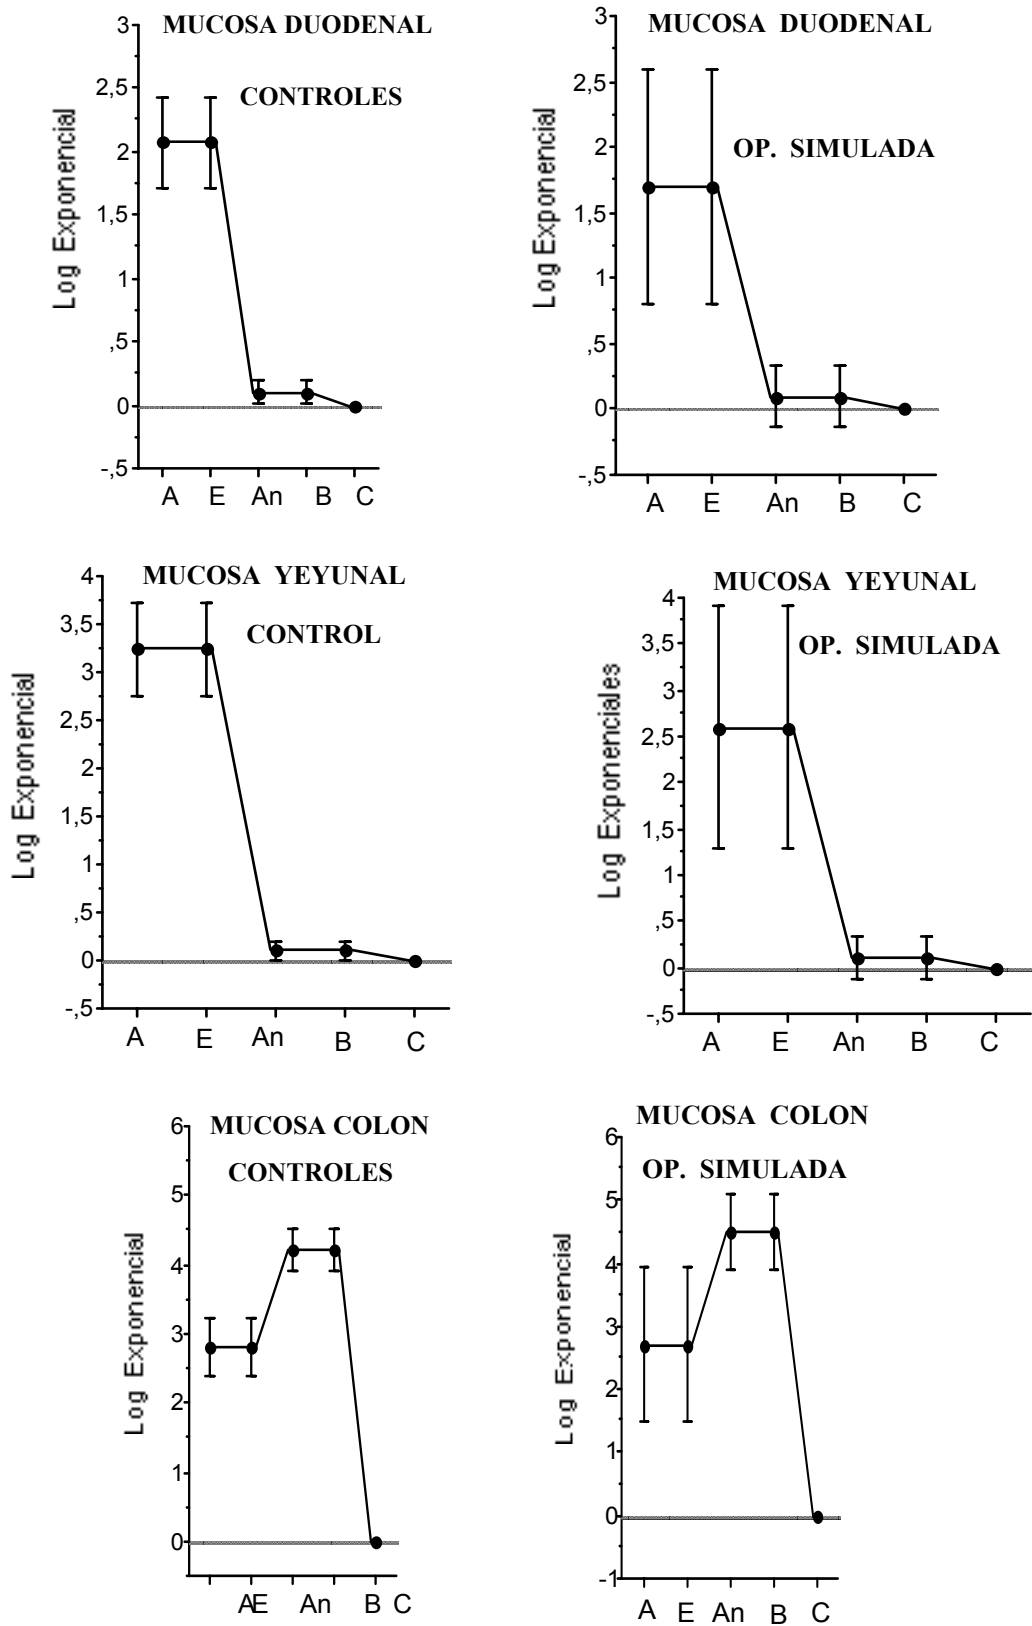 MUCOSA DUODENAL
CONTROLES
Log Exponencial
3
2,5
2
1,5
1
,5
0
-,5
A E An B C
MUCOSA DUODENAL
OP. SIMULADA
Log Exponencial
3
2,5
2
1,5
1
,5
0
-,5
A E An B C
MUCOSA YEYUNAL
CONTROL
Log Exponencial
4
3,5
3
2,5
2
1,5
1
,5
0
-,5
A E An B C
MUCOSA YEYUNAL
OP. SIMULADA
Log Exponenciales
4
3,5
3
2,5
2
1,5
1
,5
0
-,5
A E An B C
MUCOSA COLON
CONTROLES
Log Exponencial
6
5
4
3
2
1
0
AE An B C
MUCOSA COLON
OP. SIMULADA
Log Exponencial
6
5
4
3
2
1
0
-1
A E An B C